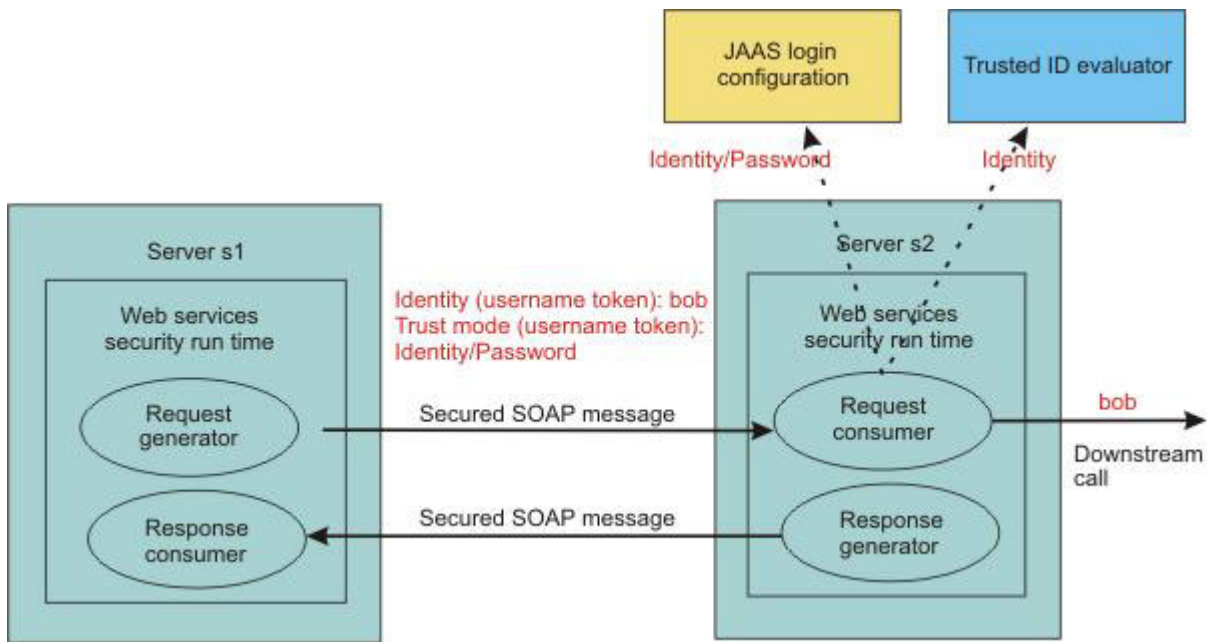 JAAS login
configuration
Trusted ID evaluator
Identity/Password
Identity
Server s1
Server s2
Web services
security run time
Identity (username token): bob
Trust mode (username token):
Identity/Password
Web services
security run time
Request
generator
Secured SOAP message
Request
consumer
bob
Downstream
call
Response
consumer
Secured SOAP message
Response
generator